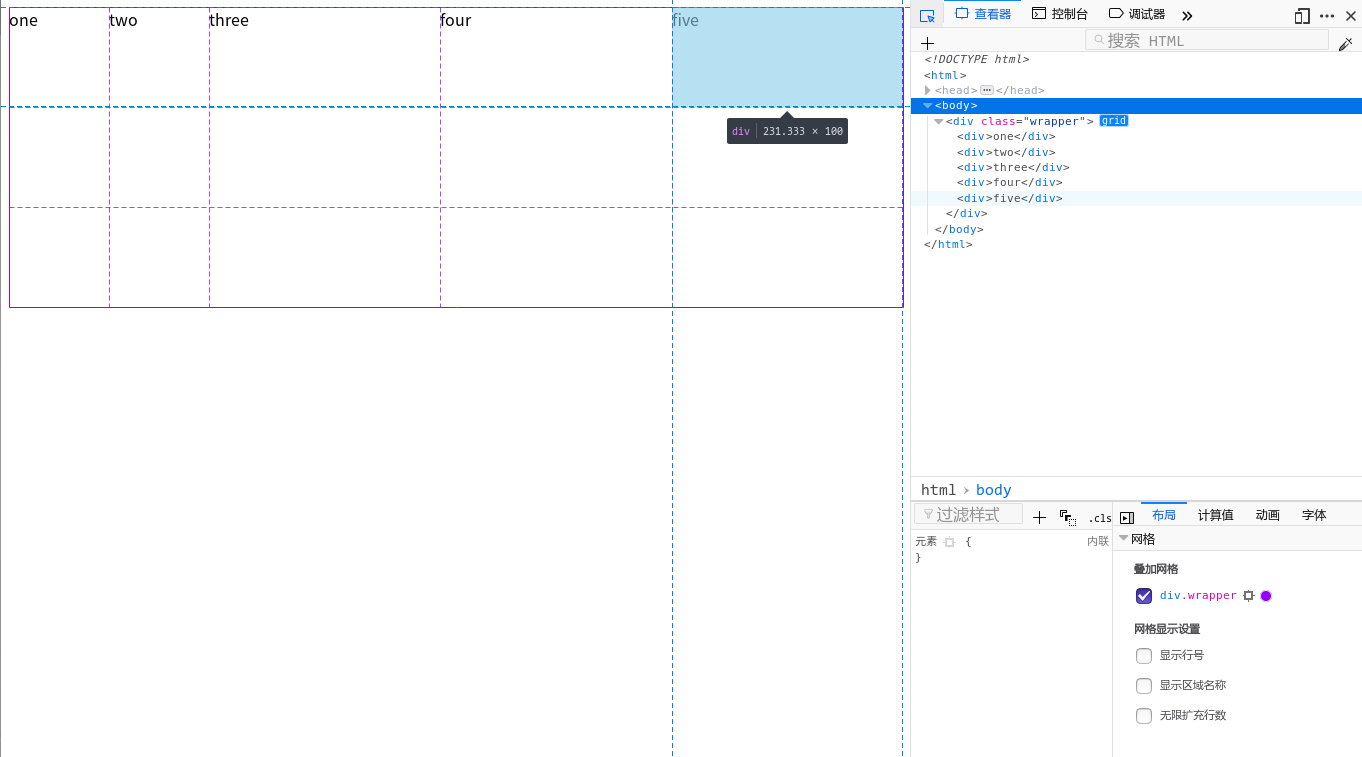 one two three four five
div 231.333 × 100
查看器 控制台 调试器
搜索 HTML
<!DOCTYPE html>
<html>
<head> ··· </head>
<body>
<div class="wrapper"> grid
<div>one</div>
<div>two</div>
<div>three</div>
<div>four</div>
<div>five</div>
</div>
</body>
</html>
html › body
过滤样式 .cls
元素 { 内联
}
布局 计算值 动画 字体
网格
叠加网格
div.wrapper
网格显示设置
显示行号
显示区域名称
无限扩充行数